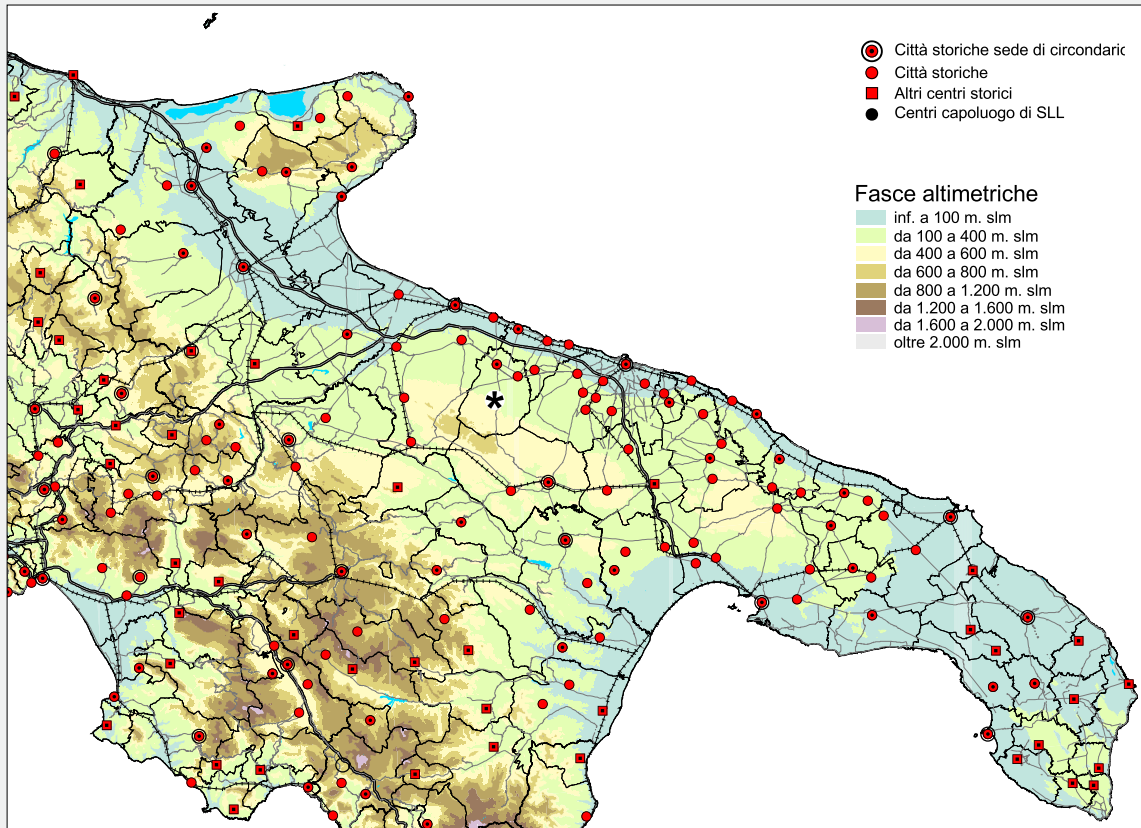 Città storiche sede di circondaric
Città storiche
Altri centri storici
Centri capoluogo di SLL
Fasce altimetriche
inf. a 100 m. slm
da 100 a 400 m. slm
da 400 a 600 m. slm
da 600 a 800 m. slm
da 800 a 1.200 m. slm
da 1.200 a 1.600 m. slm
da 1.600 a 2.000 m. slm
oltre 2.000 m. slm
*